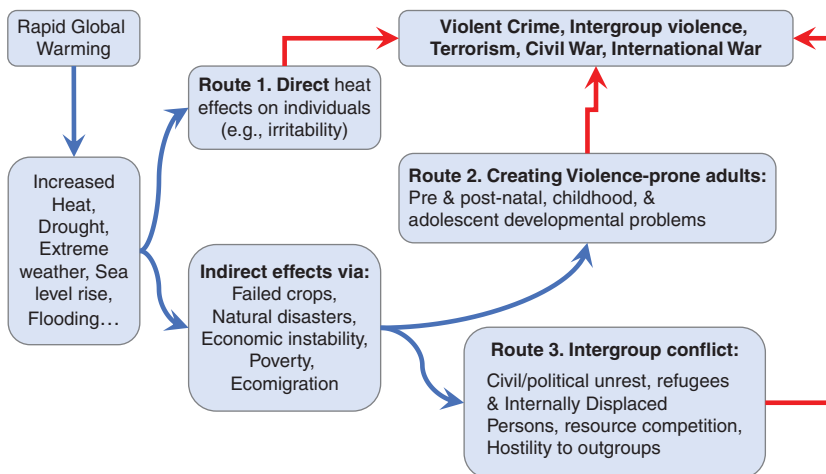 Rapid Global
Warming
Violent Crime, Intergroup violence,
Terrorism, Civil War, International War
Route 1. Direct heat
effects on individuals
(e.g., irritability)
Increased
Heat,
Drought,
Extreme
weather, Sea
level rise,
Flooding…
Route 2. Creating Violence-prone adults:
Pre & post-natal, childhood, &
adolescent developmental problems
Indirect effects via:
Failed crops,
Natural disasters,
Economic instability,
Poverty,
Ecomigration
Route 3. Intergroup conflict:
Civil/political unrest, refugees
& Internally Displaced
Persons, resource competition,
Hostility to outgroups